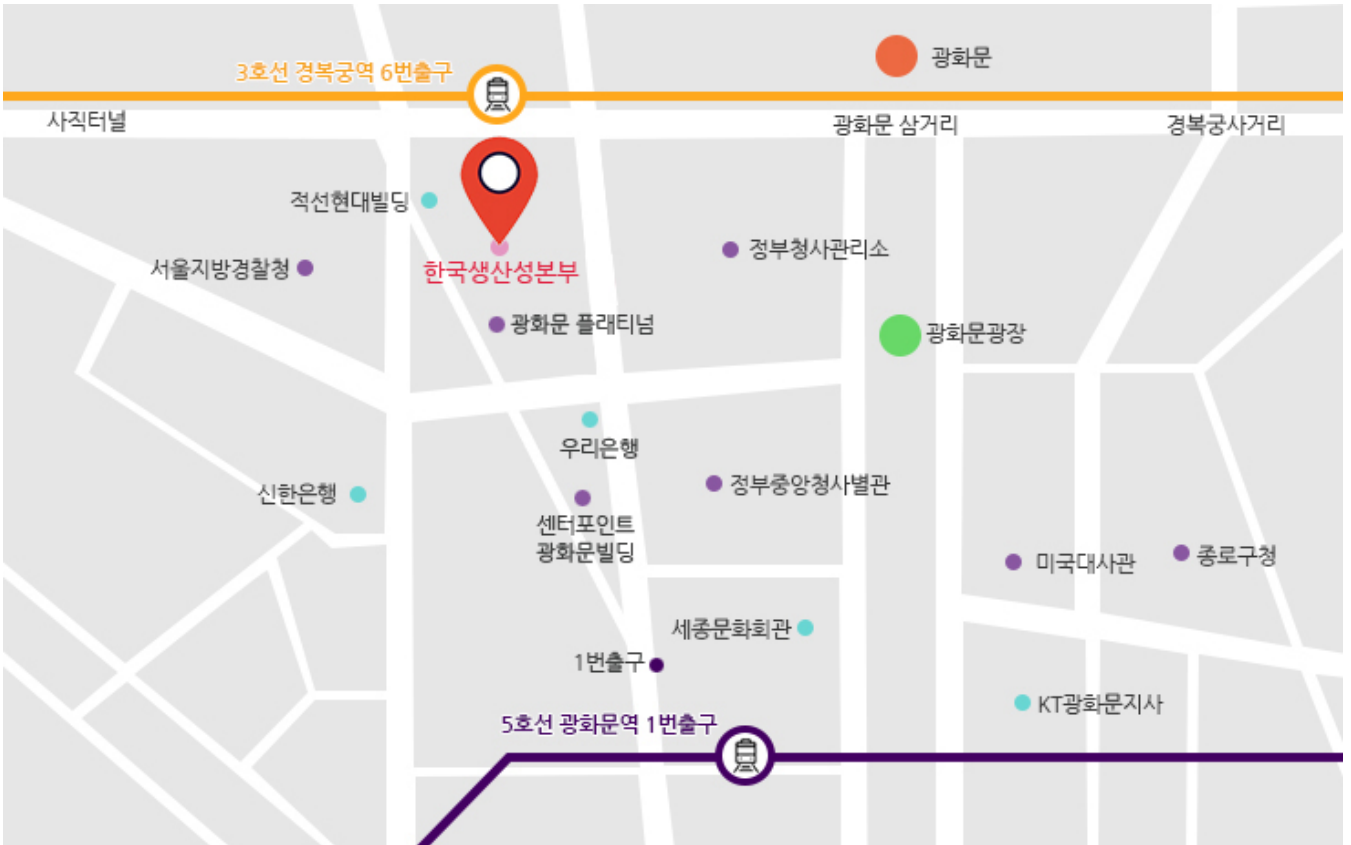 광화문
3호선 경복궁역 6번출구
사직터널
광화문 삼거리
경복궁사거리
적선현대빌딩
정부청사관리소
서울지방경찰청
한국생산성본부
광화문 플래티넘
광화문광장
우리은행
정부중앙청사별관
신한은행
센터포인트
광화문빌딩
미국대사관
종로구청
세종문화회관
1번출구
KT광화문지사
5호선 광화문역 1번출구